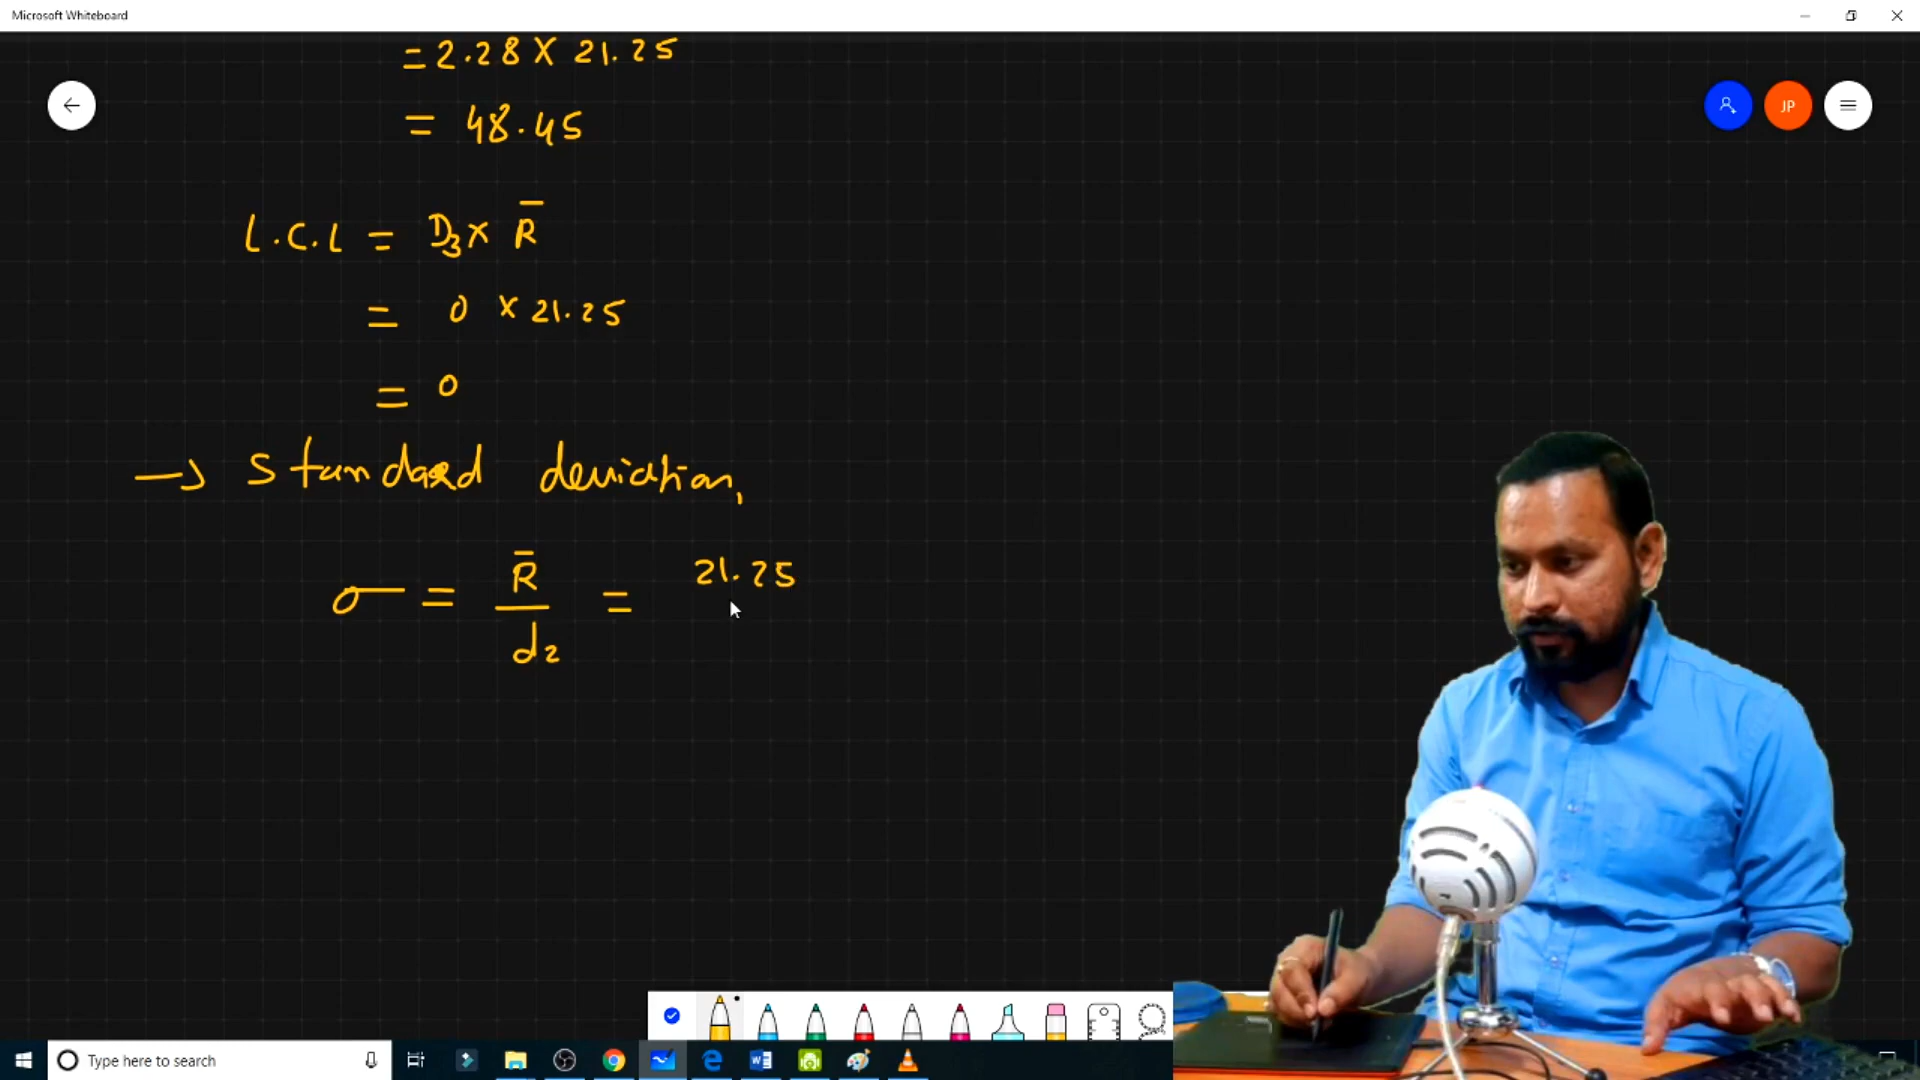 Microsoft Whiteboard
= 2.28 X 21.25
= 48.45
JP
L.C.L = D3 X R̅
= 0 X 21.25
= 0
→ Standard deviation,
σ = R̅ / d2 = 21.25
Type here to search